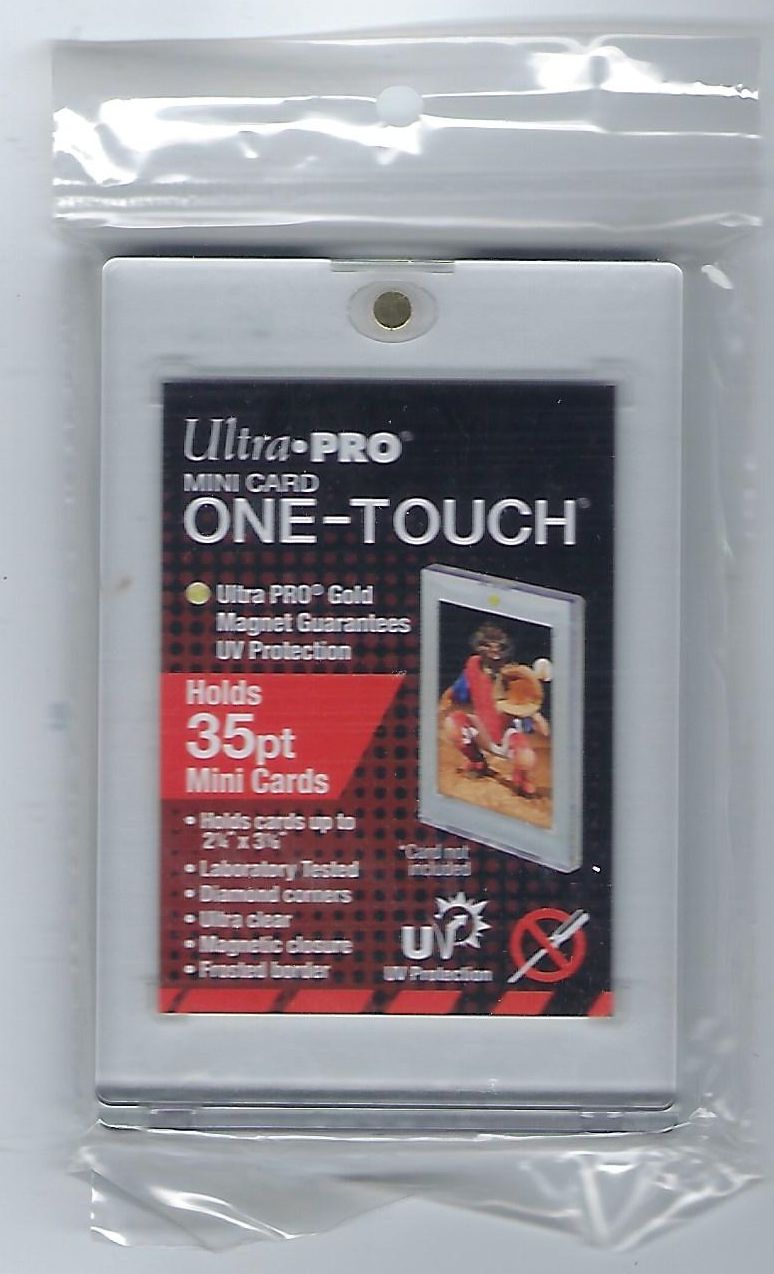 Ultra•PRO®
MINI CARD
ONE-TOUCH®
Ultra PRO® Gold
Magnet Guarantees
UV Protection
Holds
35pt
Mini Cards
• Holds cards up to
x
• Laboratory Tested
• Diamond corners
• Ultra clear
• Magnetic closure
• Frosted border
*Card not
included
UV
UV Protection